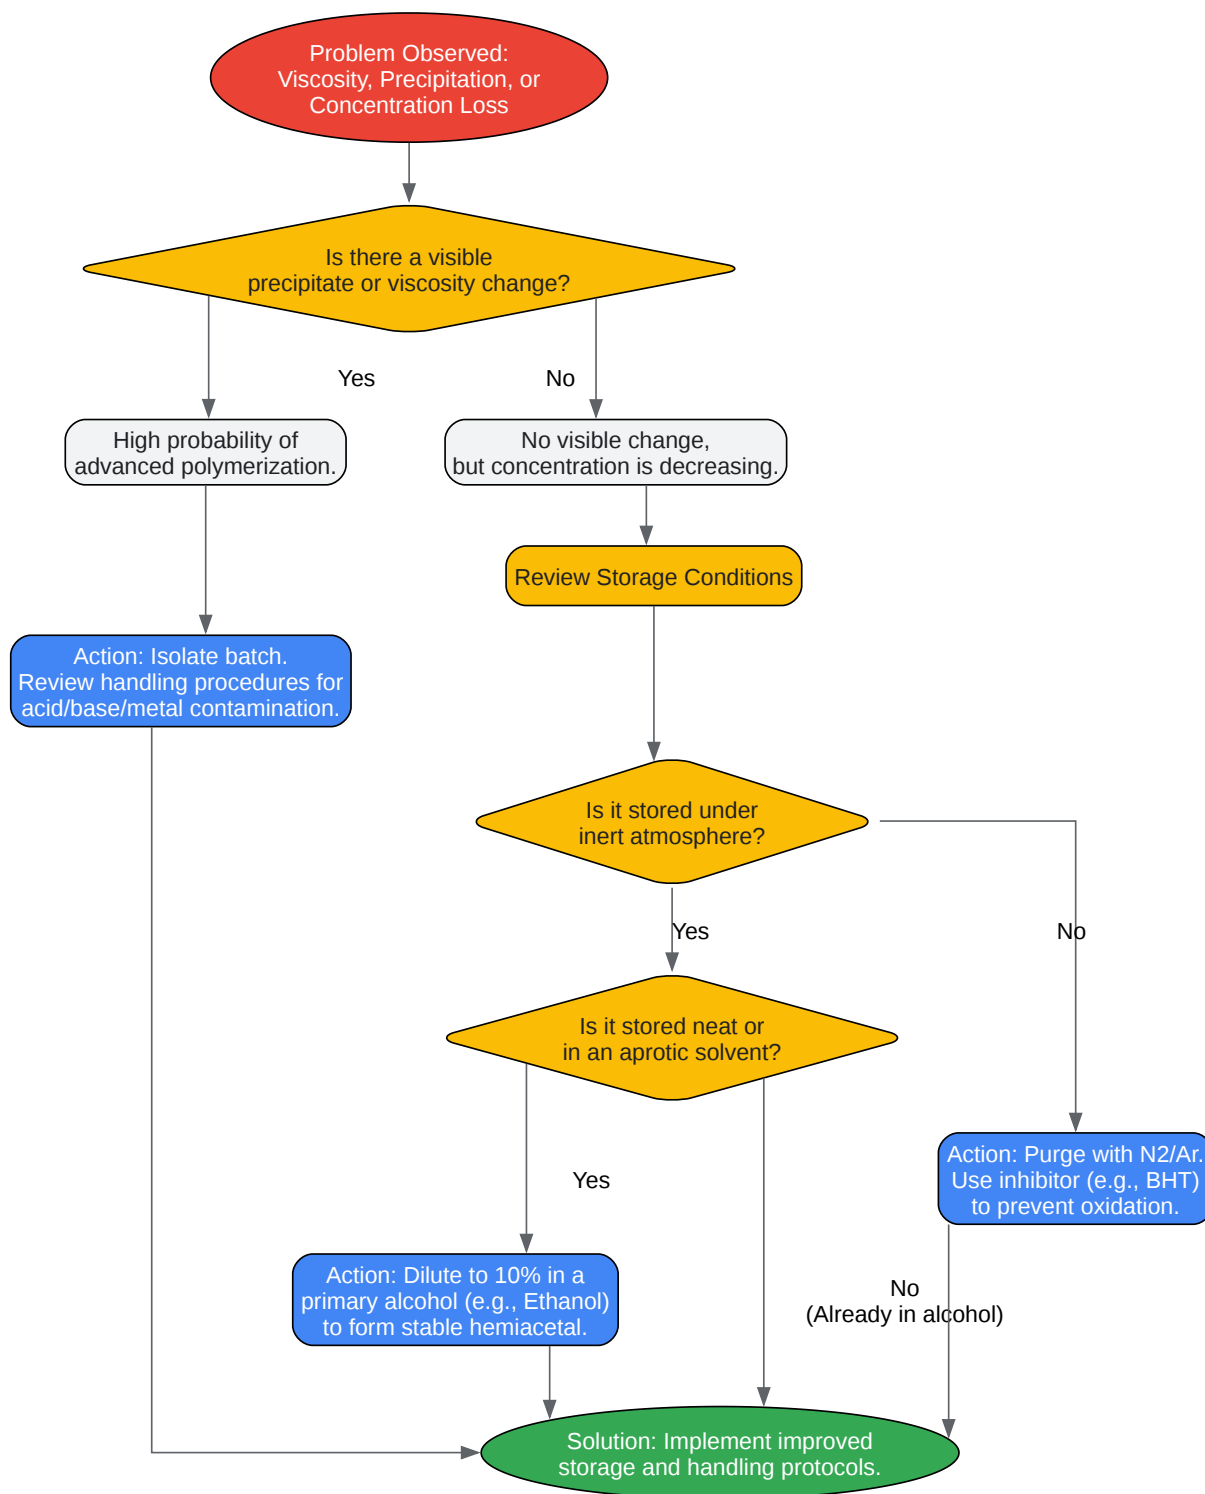 Problem Observed:
Viscosity, Precipitation, or
Concentration Loss
Is there a visible
precipitate or viscosity change?
Yes
No
High probability of
advanced polymerization.
No visible change,
but concentration is decreasing.
Review Storage Conditions
Action: Isolate batch.
Review handling procedures for
acid/base/metal contamination.
Is it stored under
inert atmosphere?
Yes
No
Is it stored neat or
in an aprotic solvent?
Action: Purge with N2/Ar.
Use inhibitor (e.g., BHT)
to prevent oxidation.
Yes
Action: Dilute to 10% in a
primary alcohol (e.g., Ethanol)
to form stable hemiacetal.
No
(Already in alcohol)
Solution: Implement improved
storage and handling protocols.